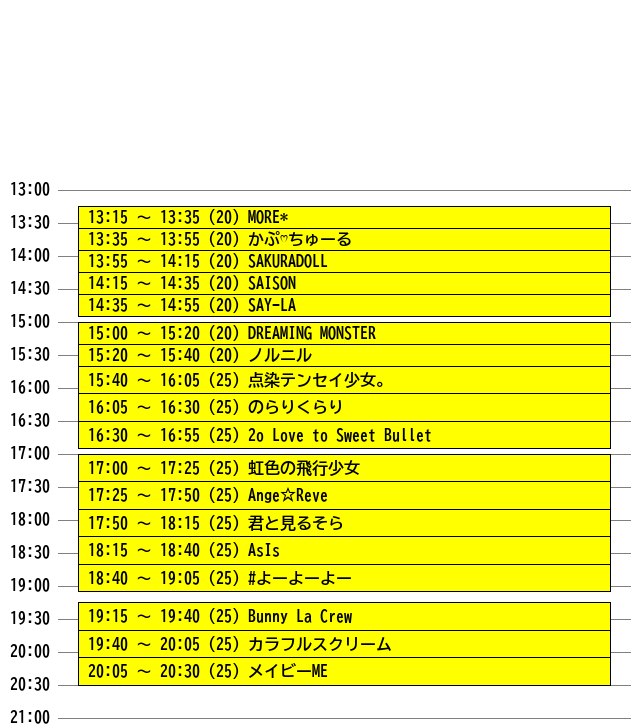 13:00
13:15 ～ 13:35 (20) MORE*
13:30
13:35 ～ 13:55 (20) かぷ♡ちゅーる
14:00
13:55 ～ 14:15 (20) SAKURADOLL
14:15 ～ 14:35 (20) SAISON
14:30
14:35 ～ 14:55 (20) SAY-LA
15:00
15:00 ～ 15:20 (20) DREAMING MONSTER
15:30
15:20 ～ 15:40 (20) ノルニル
15:40 ～ 16:05 (25) 点染テンセイ少女。
16:00
16:05 ～ 16:30 (25) のらりくらり
16:30
16:30 ～ 16:55 (25) 2o Love to Sweet Bullet
17:00
17:00 ～ 17:25 (25) 虹色の飛行少女
17:30
17:25 ～ 17:50 (25) Ange☆Reve
18:00
17:50 ～ 18:15 (25) 君と見るそら
18:15 ～ 18:40 (25) AsIs
18:30
18:40 ～ 19:05 (25) #よーよーよー
19:00
19:15 ～ 19:40 (25) Bunny La Crew
19:30
19:40 ～ 20:05 (25) カラフルスクリーム
20:00
20:05 ～ 20:30 (25) メイビーME
20:30
21:00